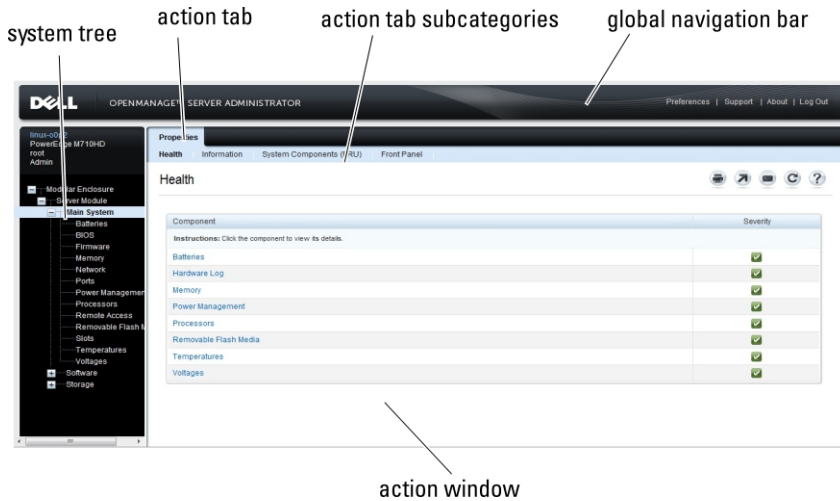 system tree
action tab
action tab subcategories
global navigation bar
DELL
OPENMANAGE™ SERVER ADMINISTRATOR
Preferences | Support | About | Log Out
PowerEdge M710HD
root
Admin
Properties
Health
Information
System Components (FRU)
Front Panel
Health
Modular Enclosure
Server Module
Main System
Batteries
BIOS
Firmware
Memory
Network
Ports
Power Managemen
Processors
Remote Access
Removable Flash
Slots
Temperatures
Voltages
Software
Storage
Component
Severity
Instructions: Click the component to view its details.
Batteries
Hardware Log
Memory
Power Management
Processors
Removable Flash Media
Temperatures
Voltages
action window